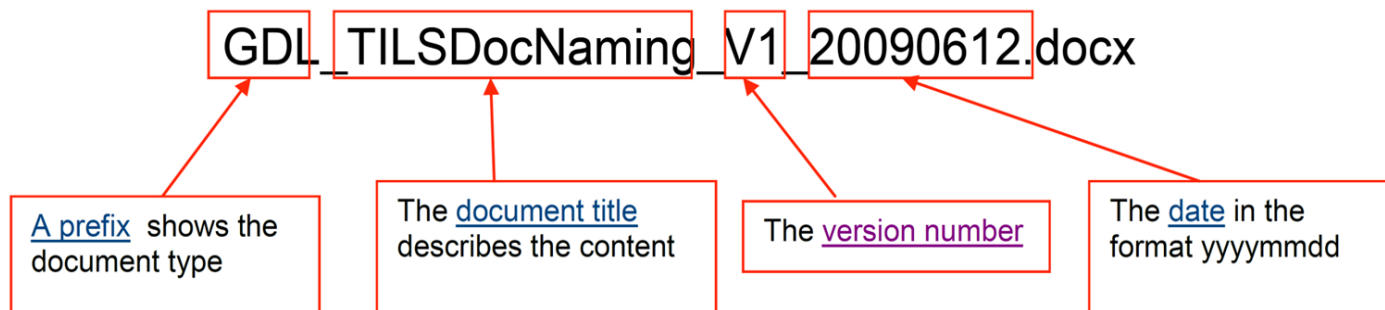 GDL_TILSDocNaming_V1_20090612.docx
A prefix shows the
document type
The document title
describes the content
The version number
The date in the
format yyyymmdd